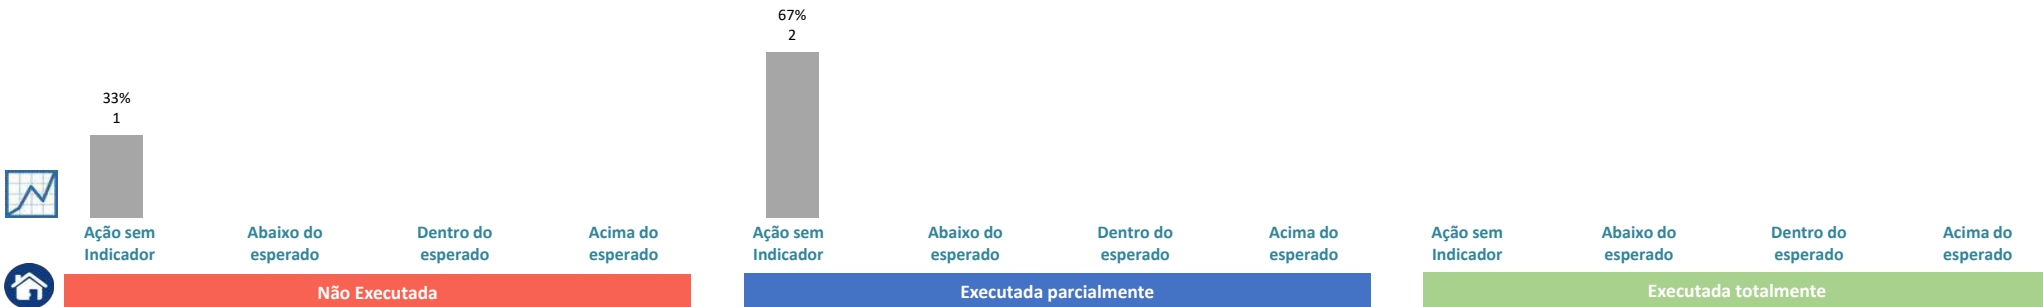 67%
2
33%
1
Ação sem Indicador
Abaixo do esperado
Dentro do esperado
Acima do esperado
Ação sem Indicador
Abaixo do esperado
Dentro do esperado
Acima do esperado
Ação sem Indicador
Abaixo do esperado
Dentro do esperado
Acima do esperado
Não Executada
Executada parcialmente
Executada totalmente